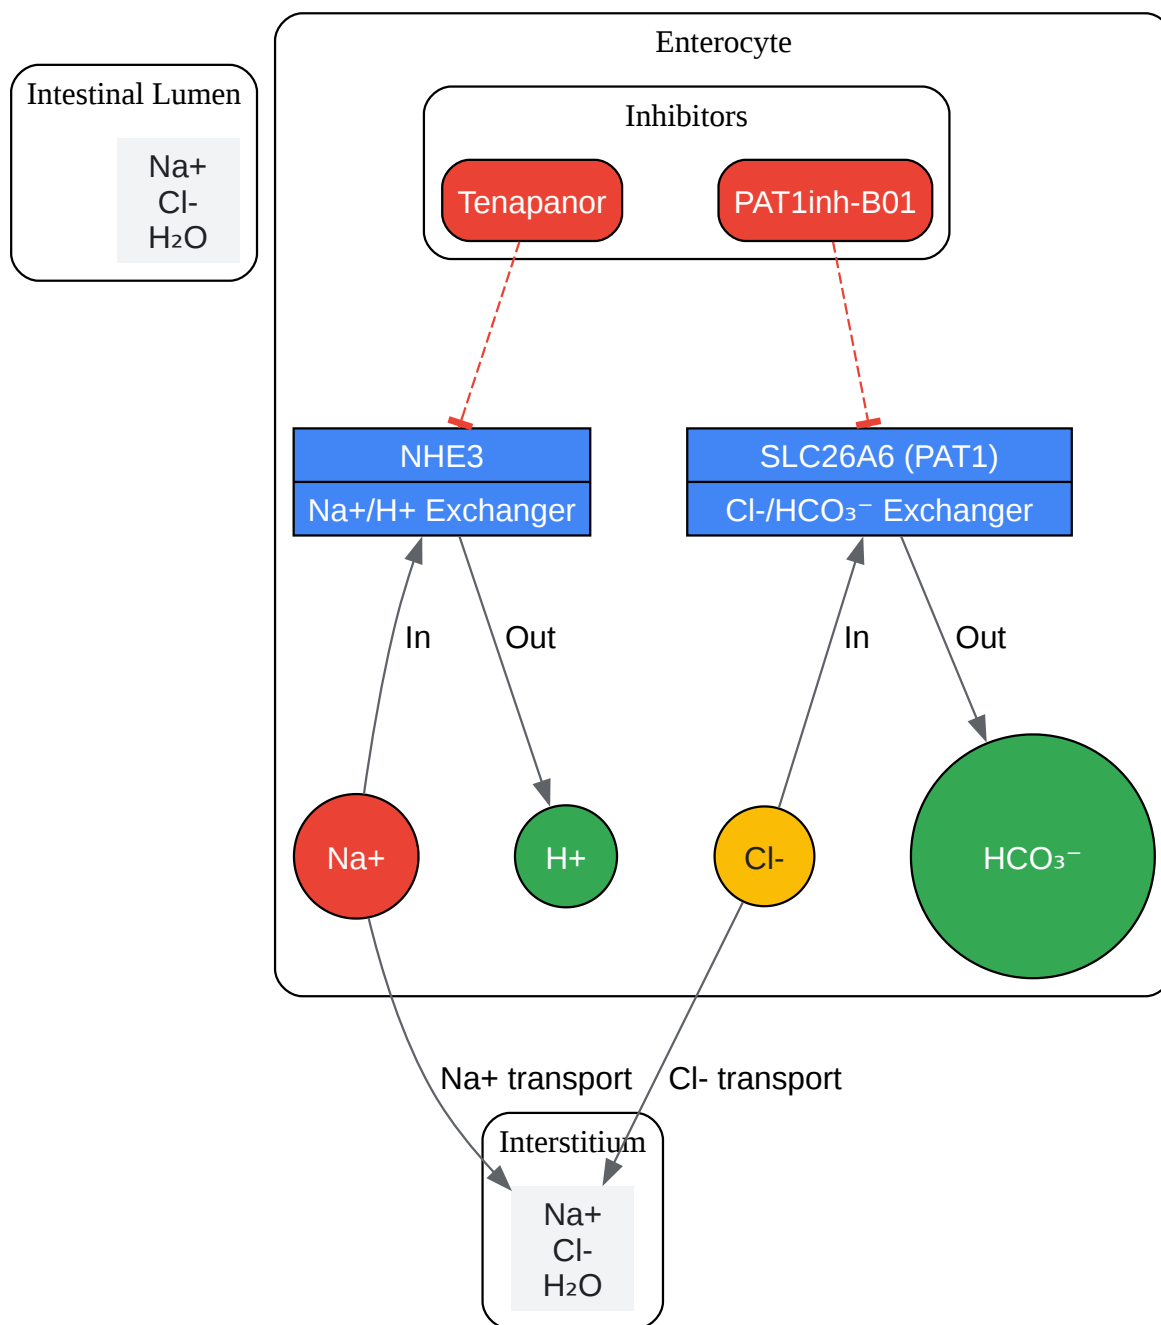 Enterocyte
Intestinal Lumen
Na+
Cl-
H₂O
Inhibitors
Tenapanor
PAT1inh-B01
NHE3
Na+/H+ Exchanger
SLC26A6 (PAT1)
Cl-/HCO₃⁻ Exchanger
In
Out
In
Out
Na+
H+
Cl-
HCO₃⁻
Na+ transport
Cl- transport
Interstitium
Na+
Cl-
H₂O